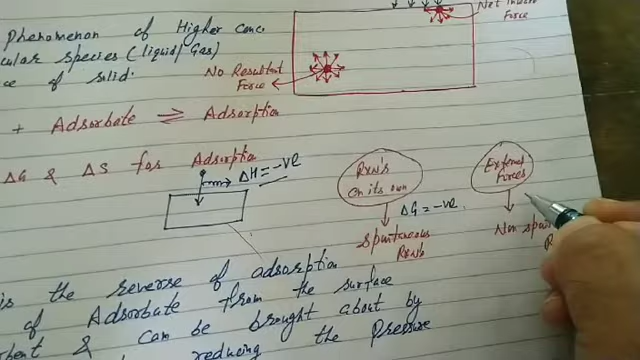 Phenomenon of Higher conc
cular species (liquid/Gas)
ce of solid.
Net Inward
Force
No Resultant
Force
+ Adsorbate ⇌ Adsorption
ΔG & ΔS for Adsorption
ΔH = -ve
Rxn's
On its own
External
Forces
ΔG = -ve
Spontaneous
Rxn's
Non
is the reverse of adsorption
of Adsorbate from the surface
& can be brought about by
reducing the Pressure